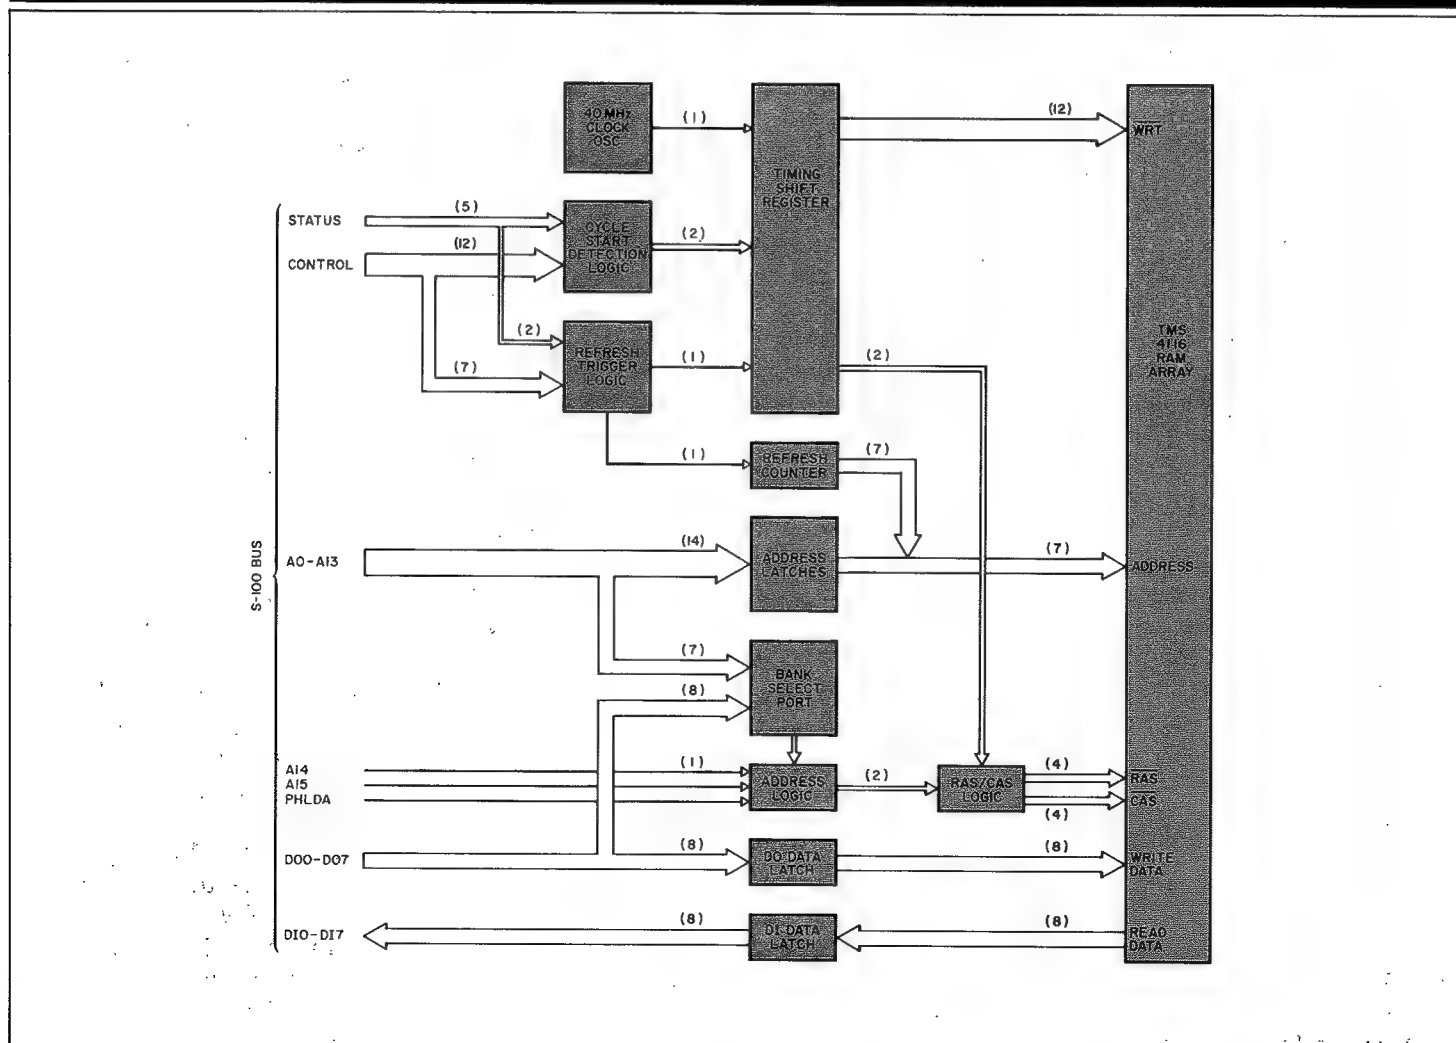 40 MHz
CLOCK
OSC
(1)
TIMING
SHIFT
REGISTER
(12)
WRT
S-100 BUS
STATUS
(5)
CYCLE
START
DETECTION
LOGIC
(2)
CONTROL
(12)
(2)
(7)
REFRESH
TRIGGER
LOGIC
(1)
(2)
TMS
4116
RAM
ARRAY
(1)
REFRESH
COUNTER
(7)
A0-A13
(14)
ADDRESS
LATCHES
(7)
ADDRESS
(7)
(8)
BANK
SELECT
PORT
A14
A15
PHLDA
(1)
ADDRESS
LOGIC
(2)
RAS/CAS
LOGIC
(4)
RAS
CAS
(4)
DO0-DO7
(8)
DO DATA
LATCH
(8)
WRITE
DATA
DI0-DI7
(8)
DI DATA
LATCH
(8)
READ
DATA